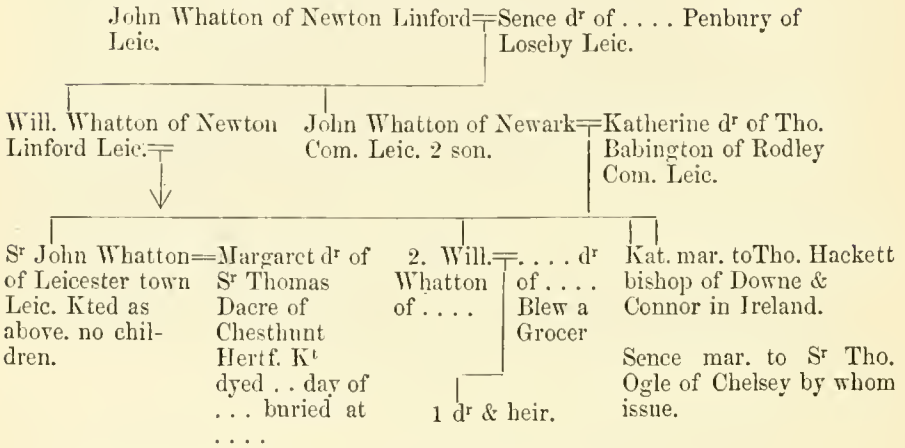 John Whatton of Newton Linford=Sence dʳ of . . . . Penbury of
Leic. Loseby Leic.
Will. Whatton of Newton
Linford Leic.=
John Whatton of Newark=Katherine dʳ of Tho.
Com. Leic. 2 son. Babington of Rodley
Com. Leic.
Sʳ John Whatton=Margaret dʳ of
of Leicester town Sʳ Thomas
Leic. Kted as Dacre of
above. no chil- Chesthunt
dren. Hertf. Kᵗ
dyed . . day of
. . . buried at
. . . .
2. Will.=. . . . dʳ
Whatton of . . . .
of . . . . Blew a
Grocer
1 dʳ & heir.
Kat. mar. toTho. Hackett
bishop of Downe &
Connor in Ireland.
Sence mar. to Sʳ Tho.
Ogle of Chelsey by whom
issue.